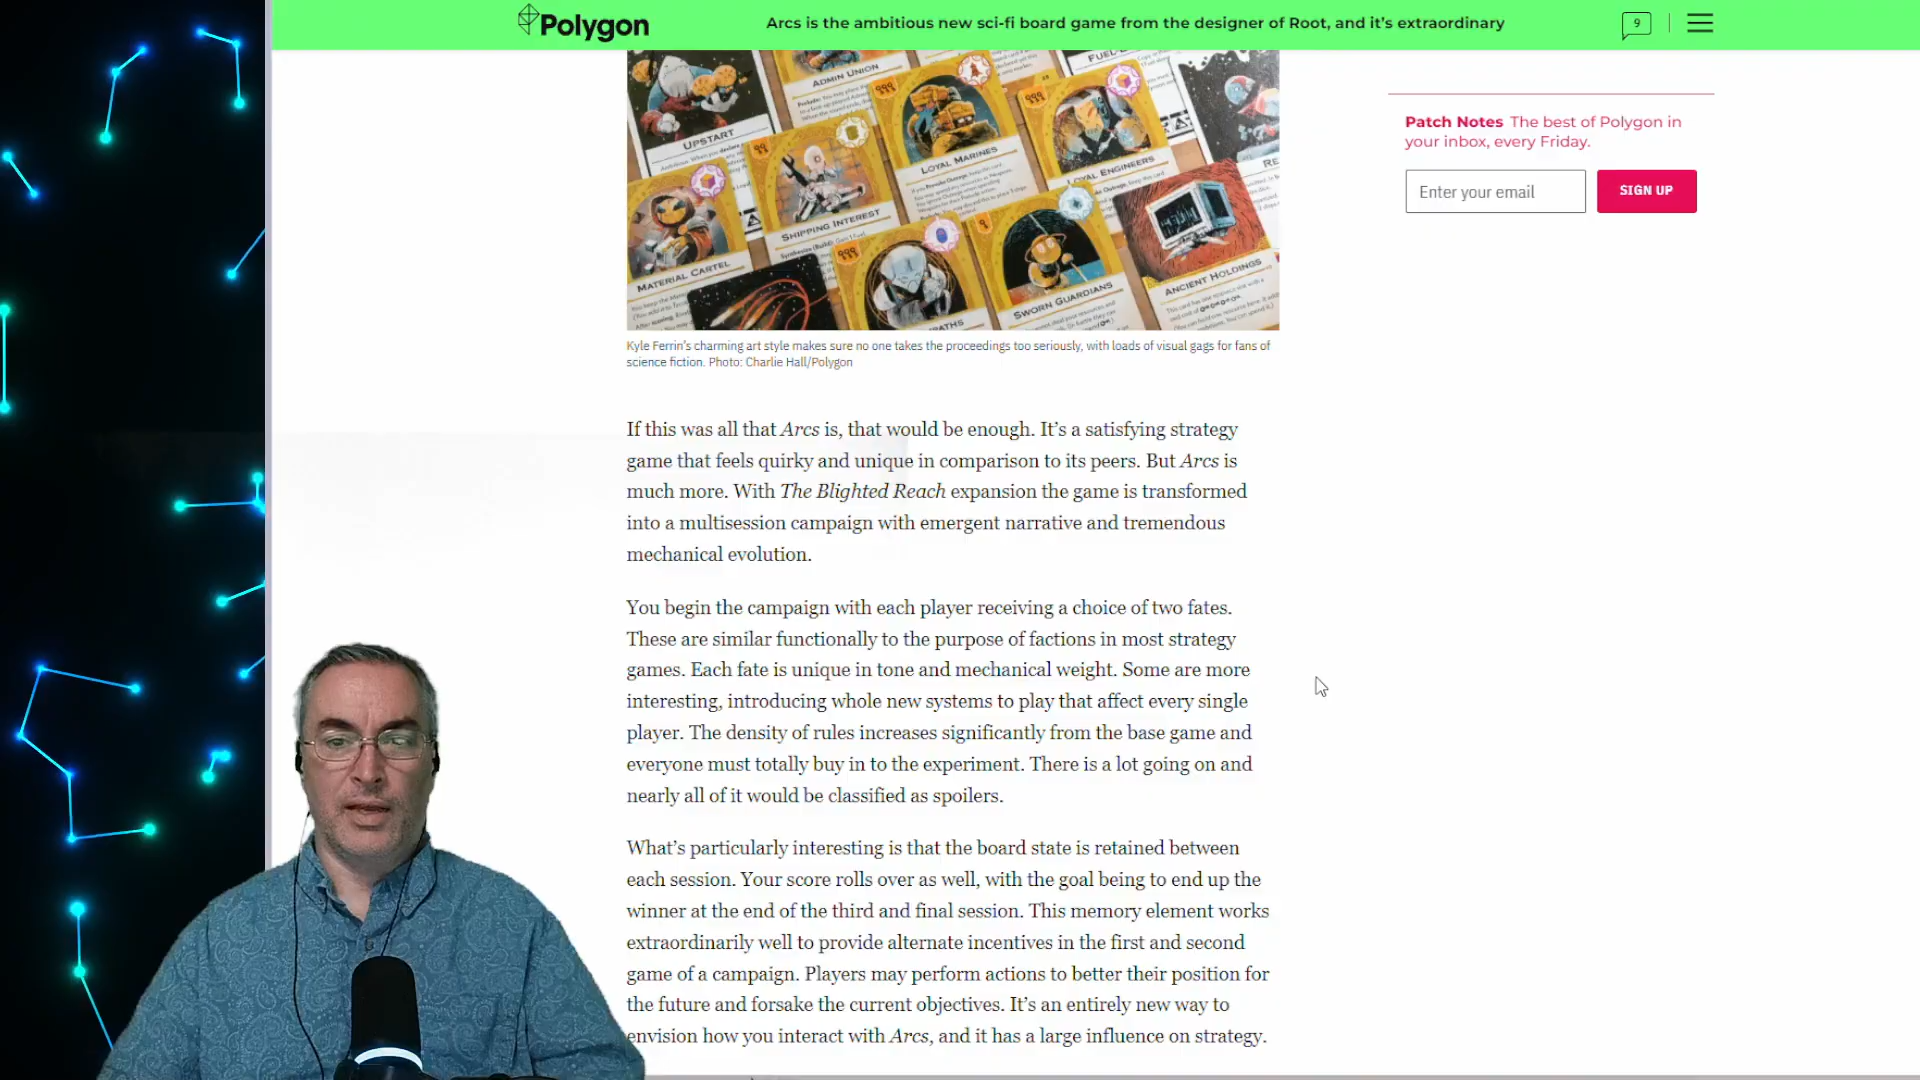 Polygon
Arcs is the ambitious new sci-fi board game from the designer of Root, and it's extraordinary
9
ADMIN UNION
UPSTART
LOYAL MARINES
LOYAL ENGINEERS
SHIPPING INTEREST
MATERIAL CARTEL
SWORN GUARDIANS
ANCIENT HOLDINGS
Kyle Ferrin's charming art style makes sure no one takes the proceedings too seriously, with loads of visual gags for fans of
science fiction. Photo: Charlie Hall/Polygon
Patch Notes The best of Polygon in
your inbox, every Friday.
Enter your email
SIGN UP
If this was all that Arcs is, that would be enough. It's a satisfying strategy
game that feels quirky and unique in comparison to its peers. But Arcs is
much more. With The Blighted Reach expansion the game is transformed
into a multisession campaign with emergent narrative and tremendous
mechanical evolution.
You begin the campaign with each player receiving a choice of two fates.
These are similar functionally to the purpose of factions in most strategy
games. Each fate is unique in tone and mechanical weight. Some are more
interesting, introducing whole new systems to play that affect every single
player. The density of rules increases significantly from the base game and
everyone must totally buy in to the experiment. There is a lot going on and
nearly all of it would be classified as spoilers.
What's particularly interesting is that the board state is retained between
each session. Your score rolls over as well, with the goal being to end up the
winner at the end of the third and final session. This memory element works
extraordinarily well to provide alternate incentives in the first and second
game of a campaign. Players may perform actions to better their position for
the future and forsake the current objectives. It's an entirely new way to
envision how you interact with Arcs, and it has a large influence on strategy.